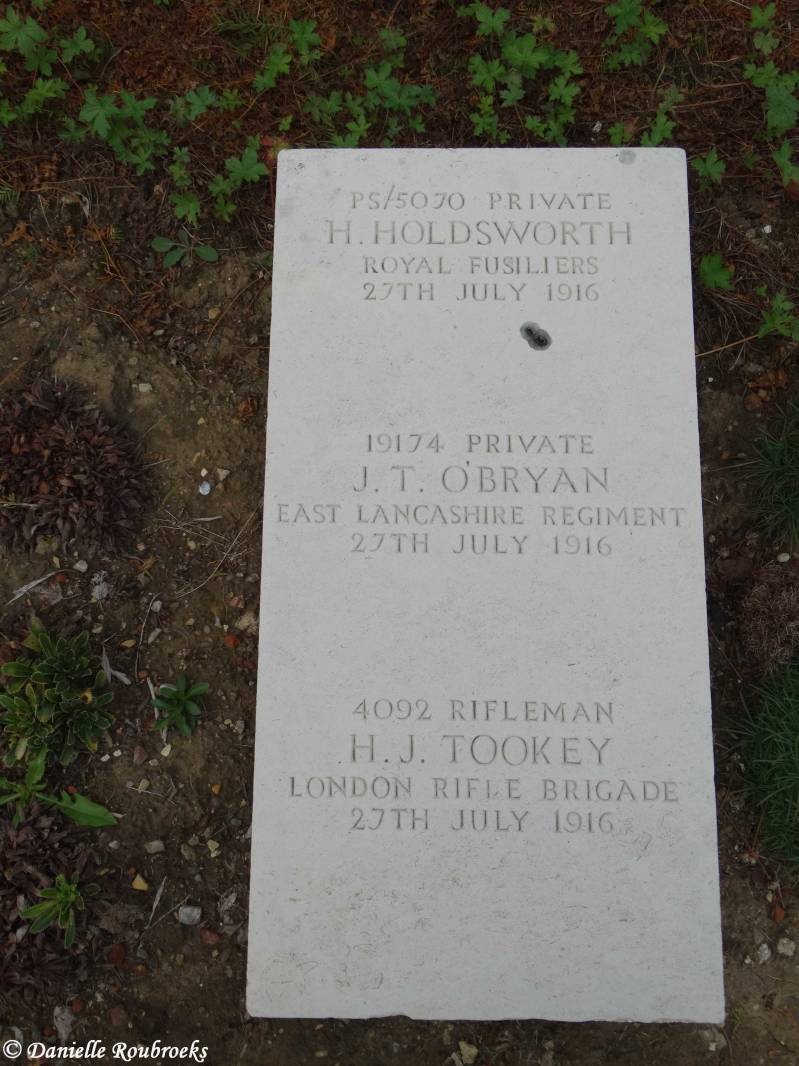 PS/5070 PRIVATE
H. HOLDSWORTH
ROYAL FUSILIERS
27TH JULY 1916
19174 PRIVATE
J. T. O'BRYAN
EAST LANCASHIRE REGIMENT
27TH JULY 1916
4092 RIFLEMAN
H. J. TOOKEY
LONDON RIFLE BRIGADE
27TH JULY 1916
© Danielle Roubroeks